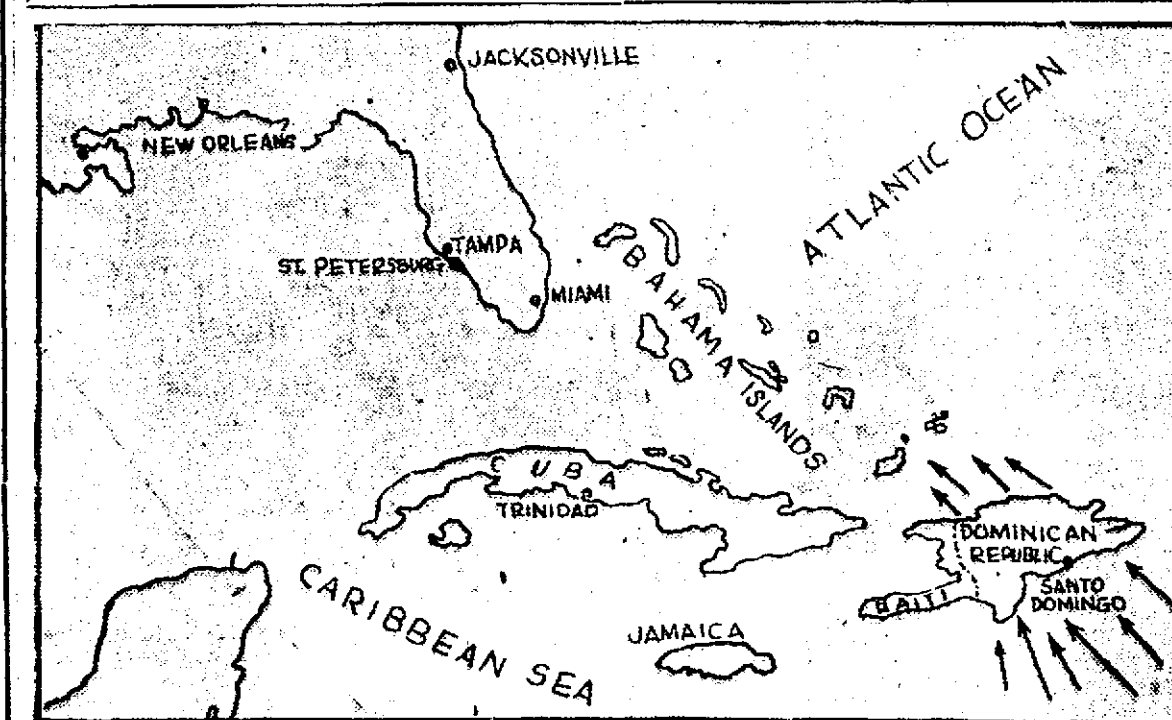 JACKSONVILLE
ATLANTIC OCEAN
NEW ORLEANS
TAMPA
ST. PETERSBURG
MIAMI
BAHAMA ISLANDS
CUBA
TRINIDAD
DOMINICAN
REPUBLIC
SANTO
DOMINGO
HAITI
CARIBBEAN SEA
JAMAICA